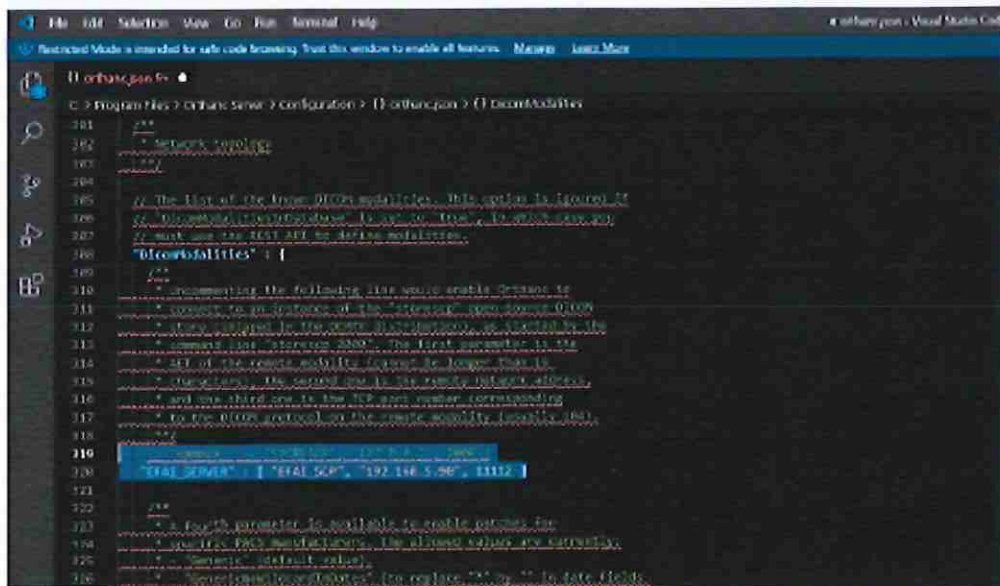 File Edit Selection View Go Run Terminal Help
orthanc.json - Visual Studio Code
Restricted Mode is intended for safe code browsing. Trust this window to enable all features. Manage Learn More
{} orthanc.json 9+ ●
C: > Program Files > Orthanc Server > Configuration > {} orthanc.json > {} DicomModalities
301 /**
302 * Network topology
303 **/
304
305 // The list of the known DICOM modalities. This option is ignored if
306 // "DicomModalitiesInDatabase" is set to "true", in which case you
307 // must use the REST API to define modalities.
308 "DicomModalities" : {
309 /**
310 * Uncommenting the following line would enable Orthanc to
311 * connect to an instance of the "storescp" open-source DICOM
312 * store (shipped in the DCMTK distribution), as started by the
313 * command line "storescp 2000". The first parameter is the
314 * AET of the remote modality (cannot be longer than 16
315 * characters), the second one is the remote network address,
316 * and the third one is the TCP port number corresponding
317 * to the DICOM protocol on the remote modality (usually 104).
318 **/
319
320 "EFAI_SERVER" : [ "EFAI_SCP", "192.168.5.90", 11112 ]
321
322 /**
323 * A fourth parameter is available to enable patches for
324 * specific PACS manufacturers. The allowed values are currently:
325 * "Generic" (default value),
326 * "GenericNoWildcardInDates" (to replace "*" by "" in date fields